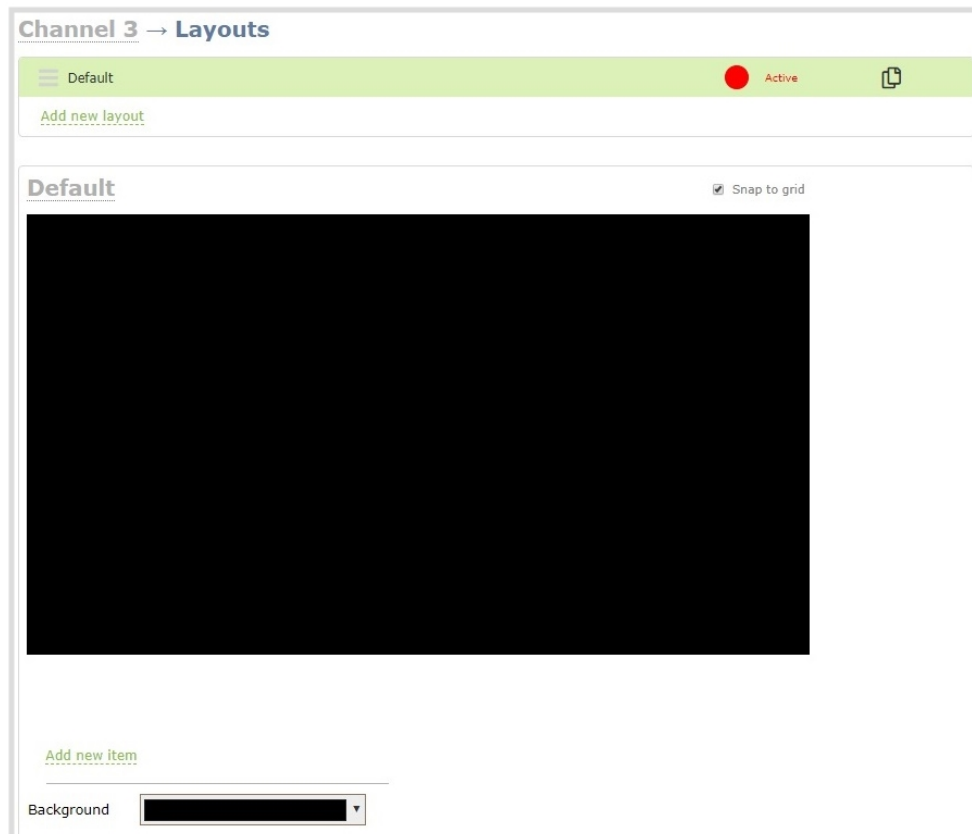 Channel 3 → Layouts
Default Active
Add new layout
Default Snap to grid
Add new item
Background